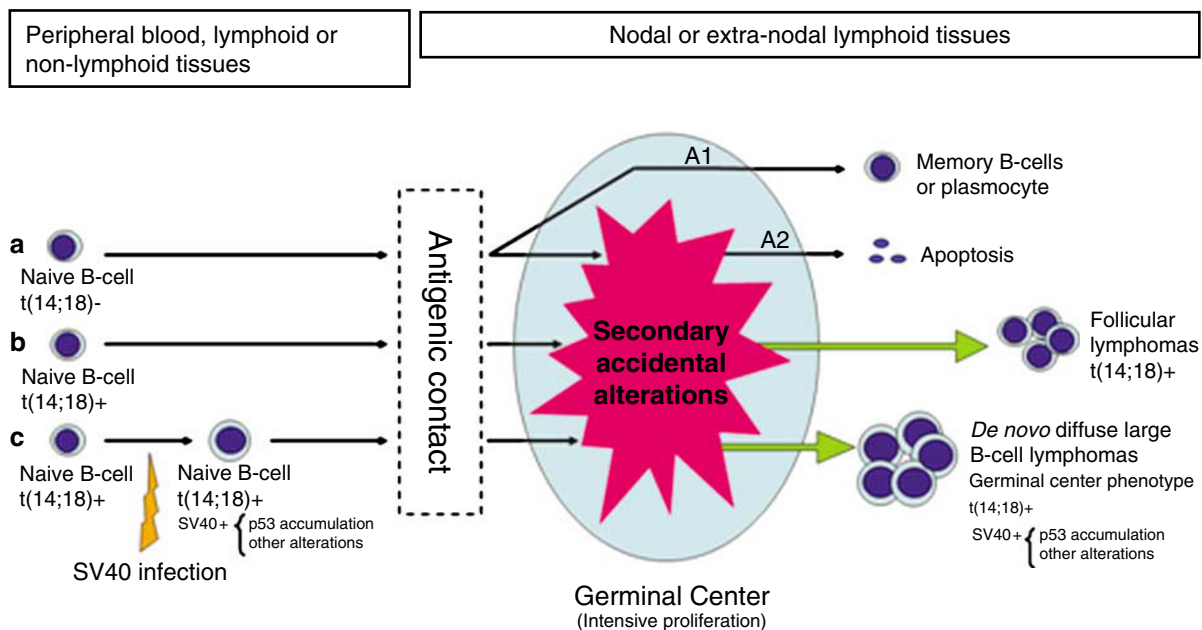 Peripheral blood, lymphoid or
non-lymphoid tissues
Nodal or extra-nodal lymphoid tissues
A1
Memory B-cells
or plasmocyte
a
Naive B-cell
t(14;18)-
Antigenic contact
A2
Apoptosis
b
Naive B-cell
t(14;18)+
Secondary
accidental
alterations
Follicular
lymphomas
t(14;18)+
c
Naive B-cell
t(14;18)+
Naive B-cell
t(14;18)+
SV40+ { p53 accumulation
other alterations
SV40 infection
De novo diffuse large
B-cell lymphomas
Germinal center phenotype
t(14;18)+
SV40+ { p53 accumulation
other alterations
Germinal Center
(Intensive proliferation)